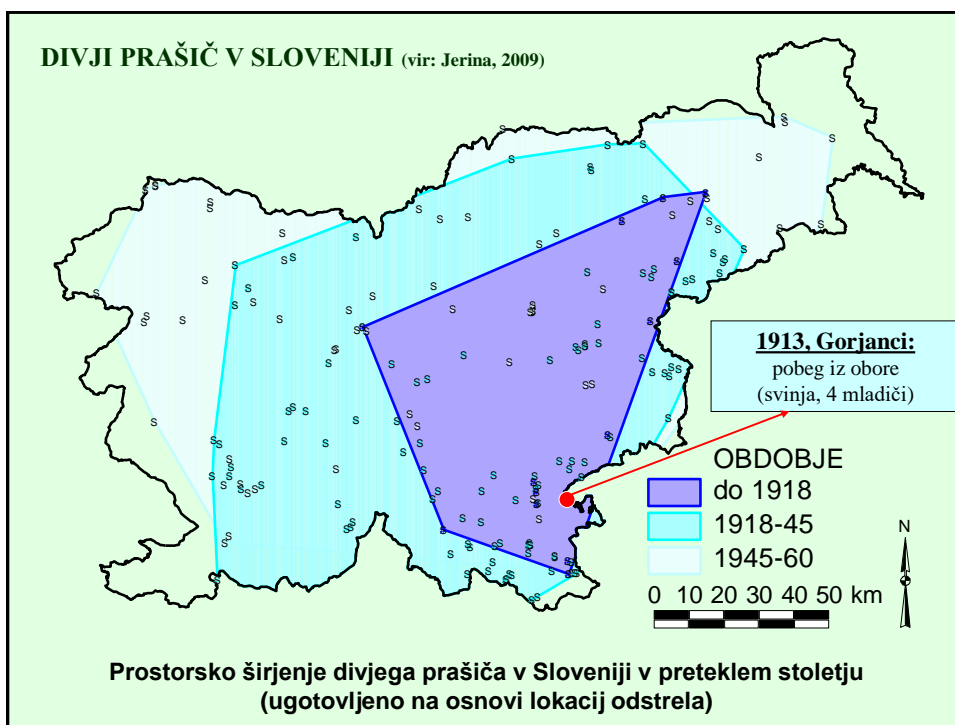 DIVJI PRAŠIČ V SLOVENIJI (vir: Jerina, 2009)
1913, Gorjanci:
pobeg iz obore
(svinja, 4 mladiči)
OBDOBJE
do 1918
1918-45
1945-60
N
0 10 20 30 40 50 km
Prostorsko širjenje divjega prašiča v Sloveniji v preteklem stoletju
(ugotovljeno na osnovi lokacij odstrela)